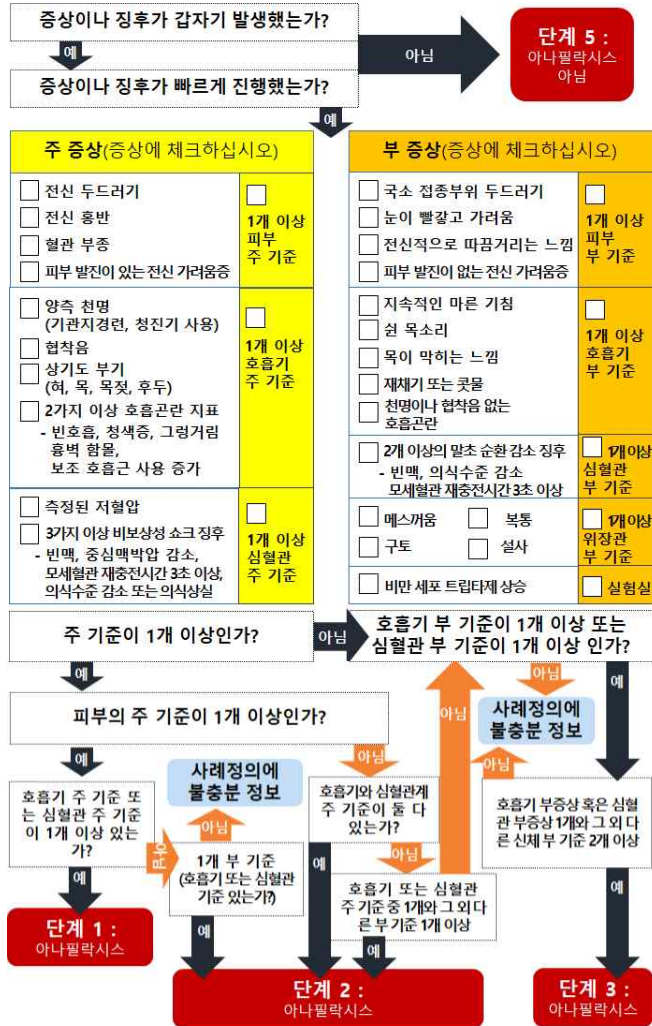 증상이나 징후가 갑자기 발생했는가?
예
아님
단계 5 :
아나필락시스
아님
증상이나 징후가 빠르게 진행했는가?
예
주 증상(증상에 체크하십시오)
전신 두드러기
전신 홍반
혈관 부종
피부 발진이 있는 전신 가려움증
1개 이상
피부
주 기준
양측 천명
(기관지경련, 청진기 사용)
협착음
상기도 부기
(혀, 목, 목젖, 후두)
2가지 이상 호흡곤란 지표
- 빈호흡, 청색증, 그렁거림
흉벽 함몰,
보조 호흡근 사용 증가
1개 이상
호흡기
주 기준
측정된 저혈압
3가지 이상 비보상성 쇼크 징후
- 빈맥, 중심맥박압 감소,
모세혈관 재충전시간 3초 이상,
의식수준 감소 또는 의식상실
1개 이상
심혈관
주 기준
부 증상(증상에 체크하십시오)
국소 접종부위 두드러기
눈이 빨갛고 가려움
전신적으로 따끔거리는 느낌
피부 발진이 없는 전신 가려움증
1개 이상
피부
부 기준
지속적인 마른 기침
쉰 목소리
목이 막히는 느낌
재채기 또는 콧물
천명이나 협착음 없는
호흡곤란
1개 이상
호흡기
부 기준
2개 이상의 말초 순환 감소 징후
- 빈맥, 의식수준 감소
모세혈관 재충전시간 3초 이상
1개 이상
심혈관
부 기준
메스꺼움 복통
구토 설사
1개 이상
위장관
부 기준
비만 세포 트립타제 상승
실험실
주 기준이 1개 이상인가?
아님
호흡기 부 기준이 1개 이상 또는
심혈관 부 기준이 1개 이상 인가?
예
아님
아님
예
피부의 주 기준이 1개 이상인가?
사례정의에
불충분 정보
예
아님
아님
사례정의에
불충분 정보
호흡기 주 기준 또
는 심혈관 주 기준
이 1개 이상 있는
가?
아님
아님
1개 부 기준
(호흡기 또는 심혈관
기준 있는가?)
호흡기와 심혈관계
주 기준이 둘 다
있는가?
호흡기 부증상 혹은 심혈
관 부증상 1개와 그 외 다
른 신체 부 기준 2개 이상
예
아님
호흡기 또는 심혈관
주 기준 중 1개와 그 외 다
른 부 기준 1개 이상
예
예
예
예
단계 1 :
아나필락시스
단계 2 :
아나필락시스
단계 3 :
아나필락시스